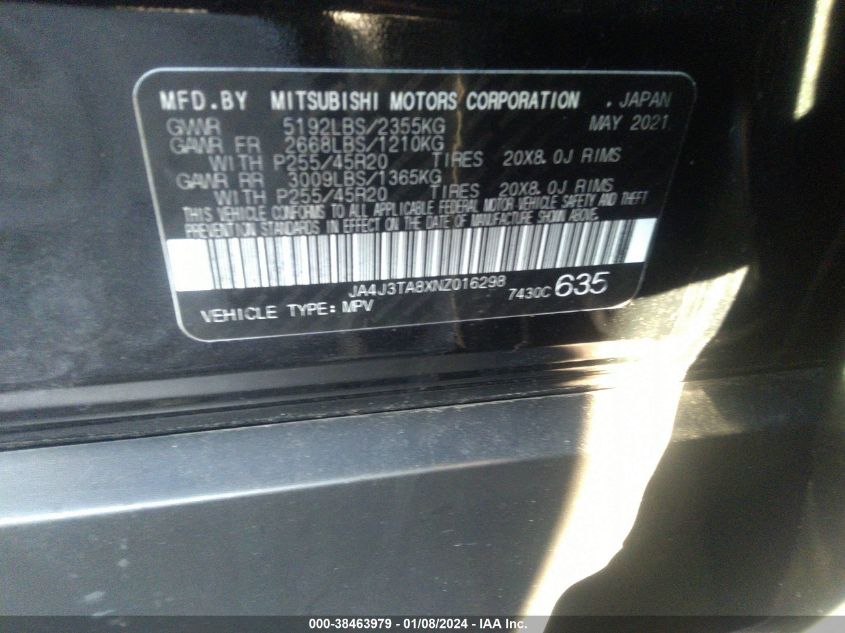 MFD.BY MITSUBISHI MOTORS CORPORATION . JAPAN
GVWR 5192LBS/2355KG MAY 2021
GAWR FR 2668LBS/1210KG
WITH P255/45R20 TIRES 20X8.0J RIMS
GAWR RR 3009LBS/1365KG
WITH P255/45R20 TIRES 20X8.0J RIMS
THIS VEHICLE CONFORMS TO ALL APPLICABLE FEDERAL MOTOR VEHICLE SAFETY AND THEFT
PREVENTION STANDARDS IN EFFECT ON THE DATE OF MANUFACTURE SHOWN ABOVE.
JA4J3TA8XNZ016298
VEHICLE TYPE: MPV 7430C 635
000-38463979 - 01/08/2024 - IAA Inc.